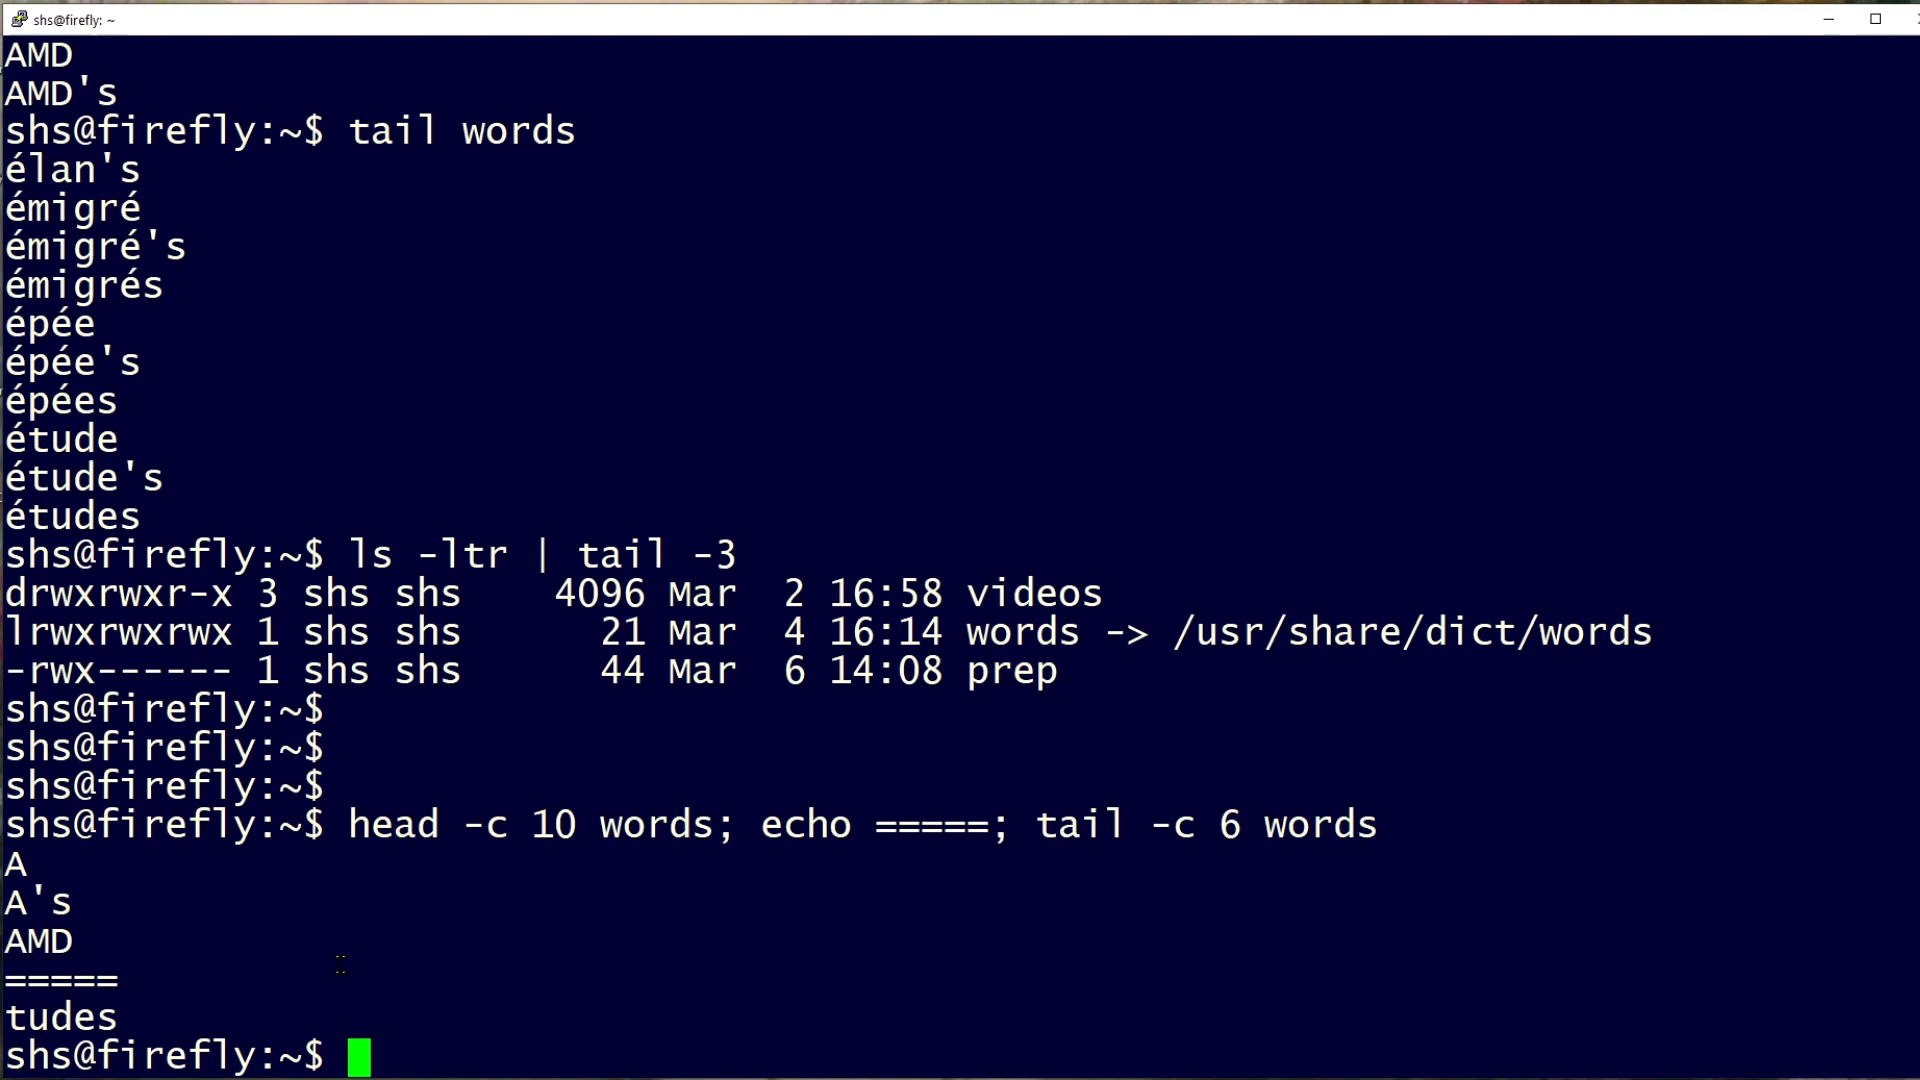 shs@firefly: ~
AMD
AMD's
shs@firefly:~$ tail words
élan's
émigré
émigré's
émigrés
épée
épée's
épées
étude
étude's
études
shs@firefly:~$ ls -ltr | tail -3
drwxrwxr-x 3 shs shs    4096 Mar  2 16:58 videos
lrwxrwxrwx 1 shs shs      21 Mar  4 16:14 words -> /usr/share/dict/words
-rwx------ 1 shs shs      44 Mar  6 14:08 prep
shs@firefly:~$
shs@firefly:~$
shs@firefly:~$
shs@firefly:~$ head -c 10 words; echo =====; tail -c 6 words
A
A's
AMD
=====
tudes
shs@firefly:~$